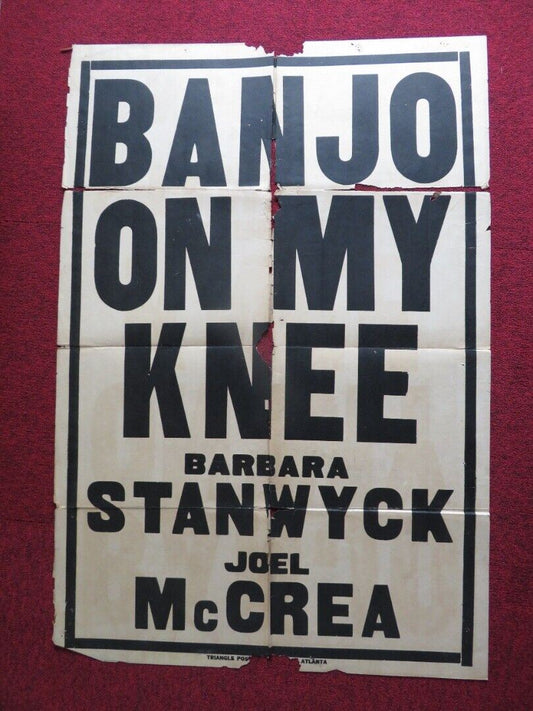 BANJO
ON MY
KNEE
BARBARA
STANWYCK
JOEL
McCREA
TRIANGLE ATLANTA